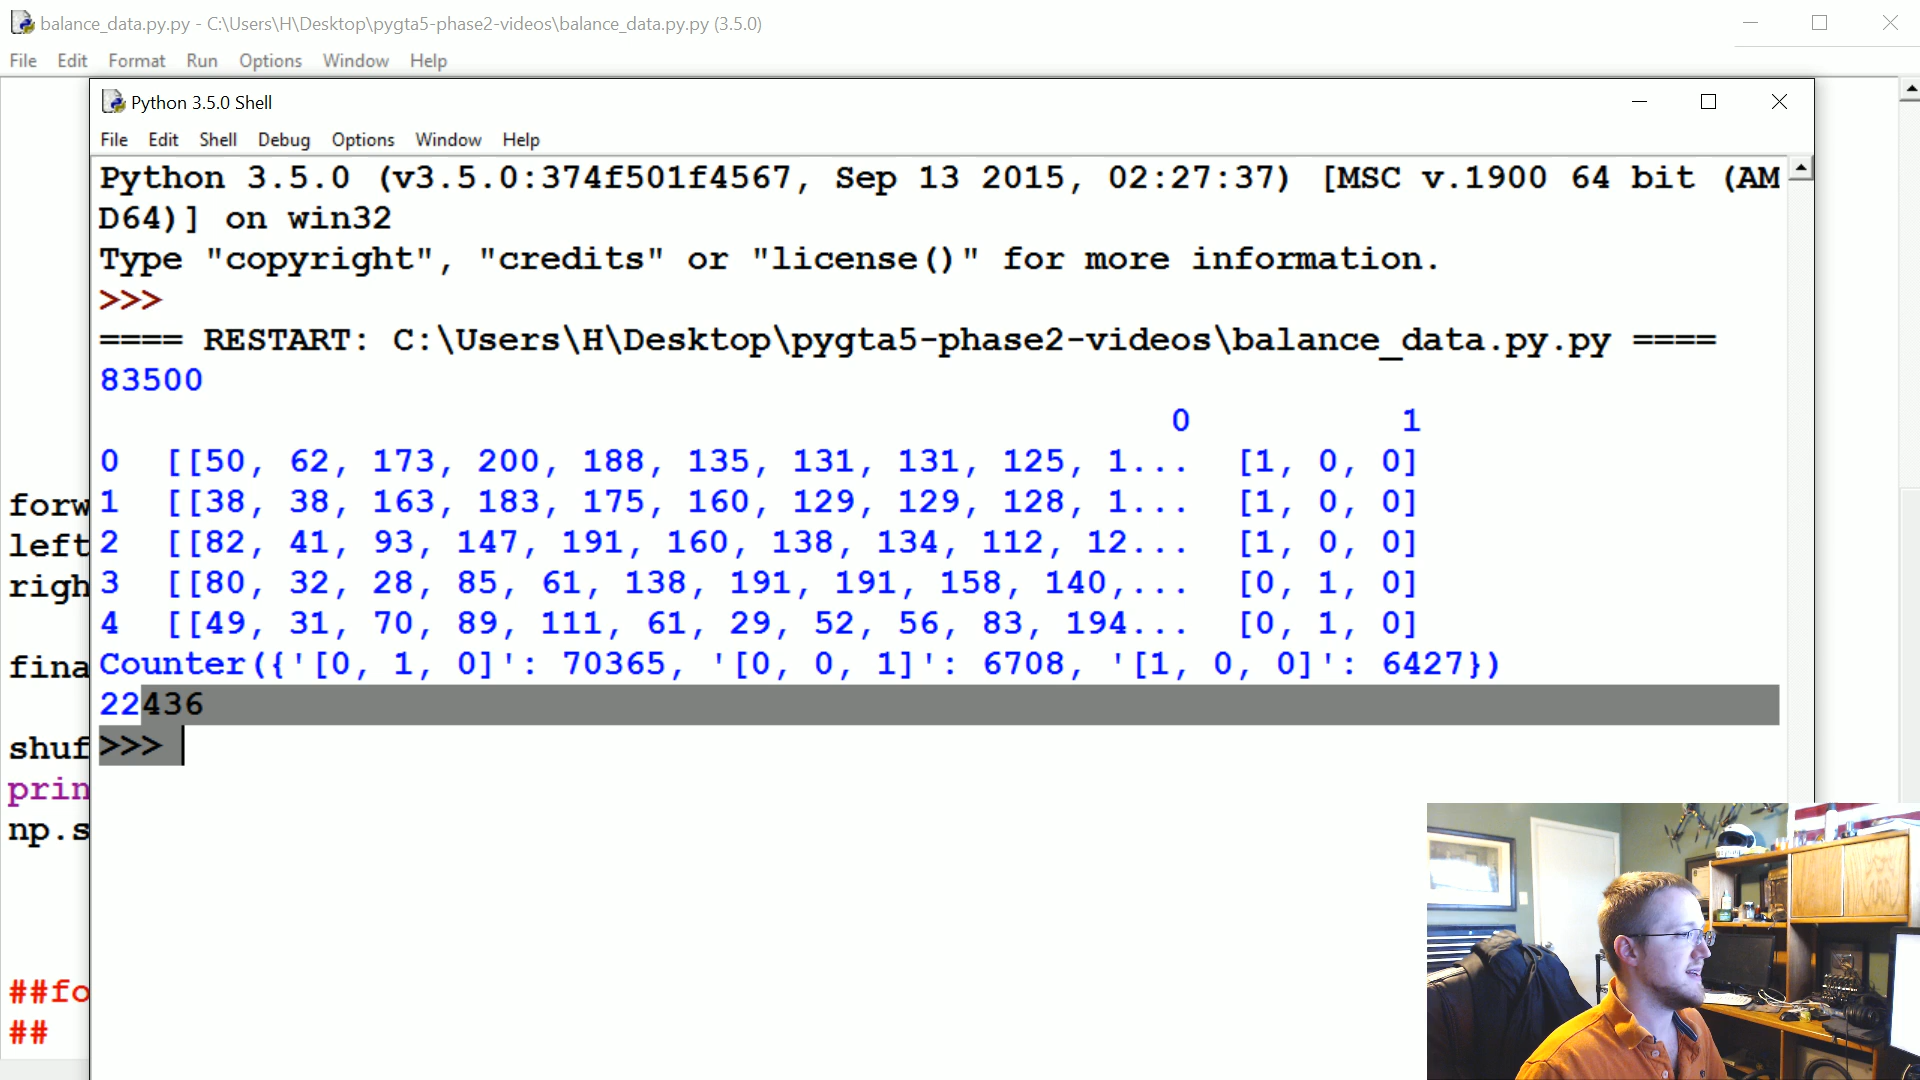 balance_data.py.py - C:\Users\H\Desktop\pygta5-phase2-videos\balance_data.py.py (3.5.0)
File Edit Format Run Options Window Help
Python 3.5.0 Shell
File Edit Shell Debug Options Window Help
Python 3.5.0 (v3.5.0:374f501f4567, Sep 13 2015, 02:27:37) [MSC v.1900 64 bit (AM
D64)] on win32
Type "copyright", "credits" or "license()" for more information.
>>>
==== RESTART: C:\Users\H\Desktop\pygta5-phase2-videos\balance_data.py.py ====
83500
0 1
0 [[50, 62, 173, 200, 188, 135, 131, 131, 125, 1... [1, 0, 0]
1 [[38, 38, 163, 183, 175, 160, 129, 129, 128, 1... [1, 0, 0]
2 [[82, 41, 93, 147, 191, 160, 138, 134, 112, 12... [1, 0, 0]
3 [[80, 32, 28, 85, 61, 138, 191, 191, 158, 140,... [0, 1, 0]
4 [[49, 31, 70, 89, 111, 61, 29, 52, 56, 83, 194... [0, 1, 0]
Counter({'[0, 1, 0]': 70365, '[0, 0, 1]': 6708, '[1, 0, 0]': 6427})
22436
>>>
forw
left
righ
fina
shuf
prin
np.s
##fo
##